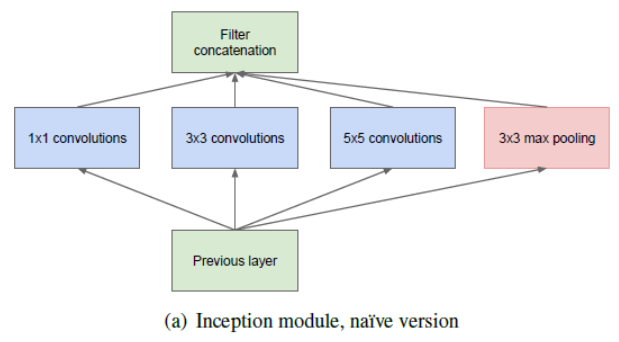 Filter
concatenation
1x1 convolutions
3x3 convolutions
5x5 convolutions
3x3 max pooling
Previous layer
(a) Inception module, naïve version